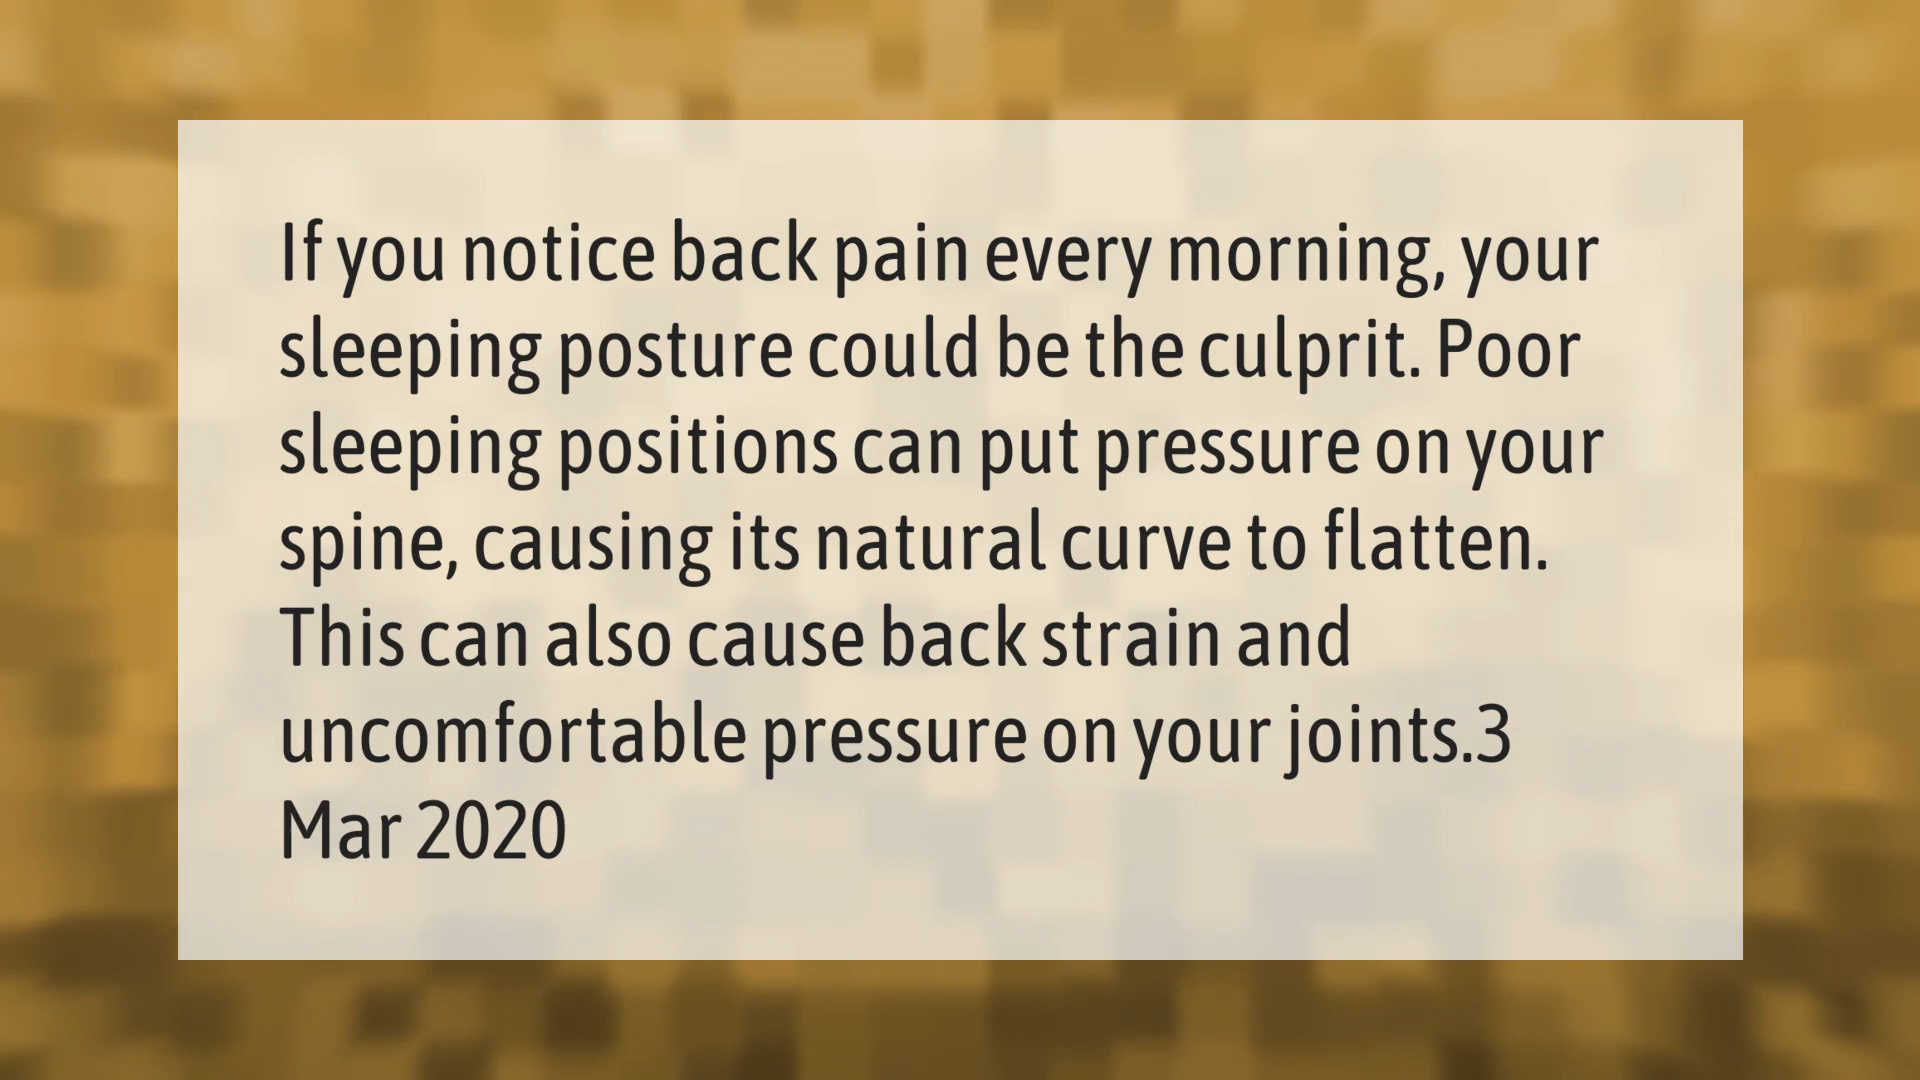 If you notice back pain every morning, your
sleeping posture could be the culprit. Poor
sleeping positions can put pressure on your
spine, causing its natural curve to flatten.
This can also cause back strain and
uncomfortable pressure on your joints.3
Mar 2020